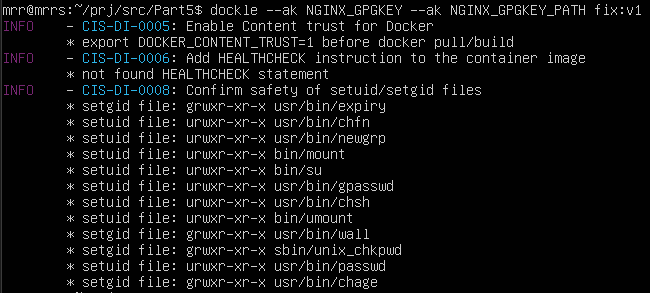 mrr@mrrs:~/prj/src/Part5$ dockle --ak NGINX_GPGKEY --ak NGINX_GPGKEY_PATH fix:v1
INFO - CIS-DI-0005: Enable Content trust for Docker
* export DOCKER_CONTENT_TRUST=1 before docker pull/build
INFO - CIS-DI-0006: Add HEALTHCHECK instruction to the container image
* not found HEALTHCHECK statement
INFO - CIS-DI-0008: Confirm safety of setuid/setgid files
* setgid file: grwxr-xr-x usr/bin/expiry
* setuid file: urwxr-xr-x usr/bin/chfn
* setuid file: urwxr-xr-x usr/bin/newgrp
* setuid file: urwxr-xr-x bin/mount
* setuid file: urwxr-xr-x bin/su
* setuid file: urwxr-xr-x usr/bin/gpasswd
* setuid file: urwxr-xr-x usr/bin/chsh
* setuid file: urwxr-xr-x bin/umount
* setgid file: grwxr-xr-x usr/bin/wall
* setgid file: grwxr-xr-x sbin/unix_chkpwd
* setuid file: urwxr-xr-x usr/bin/passwd
* setgid file: grwxr-xr-x usr/bin/chage